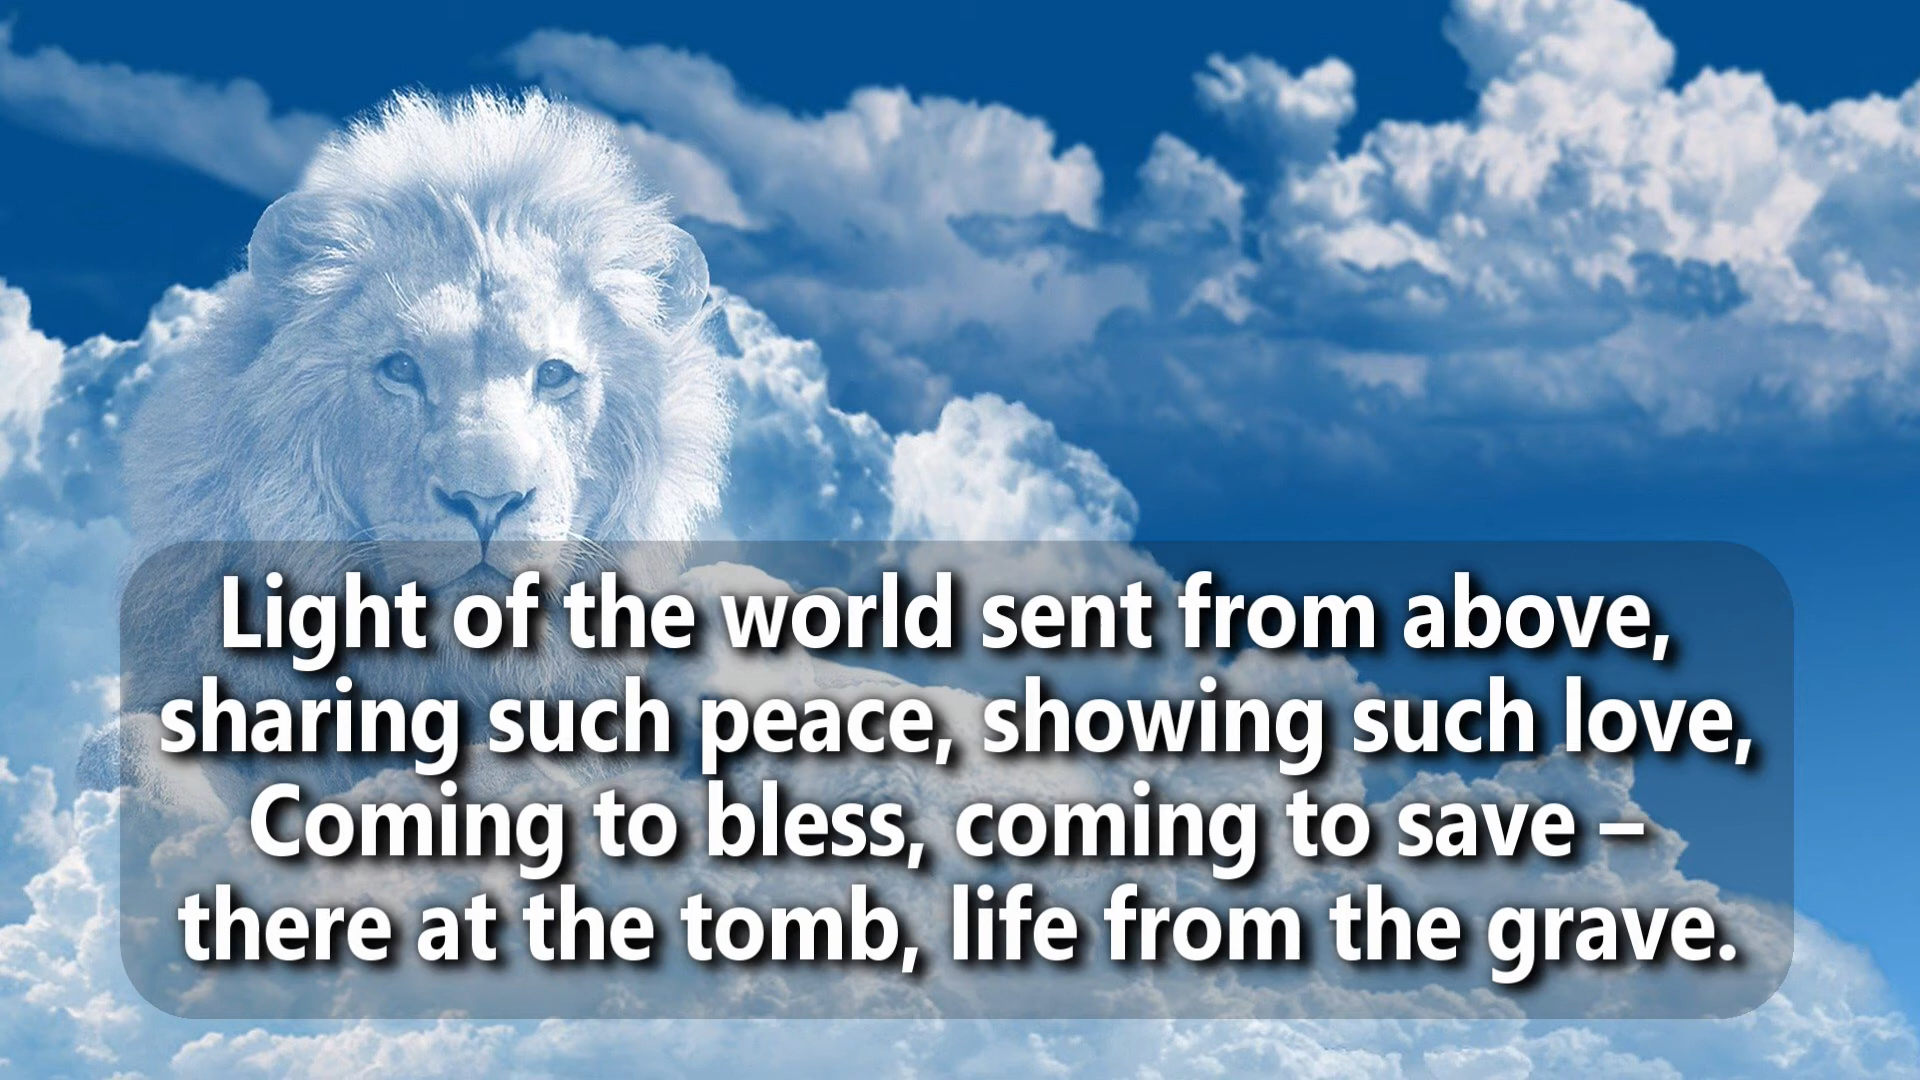 Light of the world sent from above,
sharing such peace, showing such love,
Coming to bless, coming to save –
there at the tomb, life from the grave.